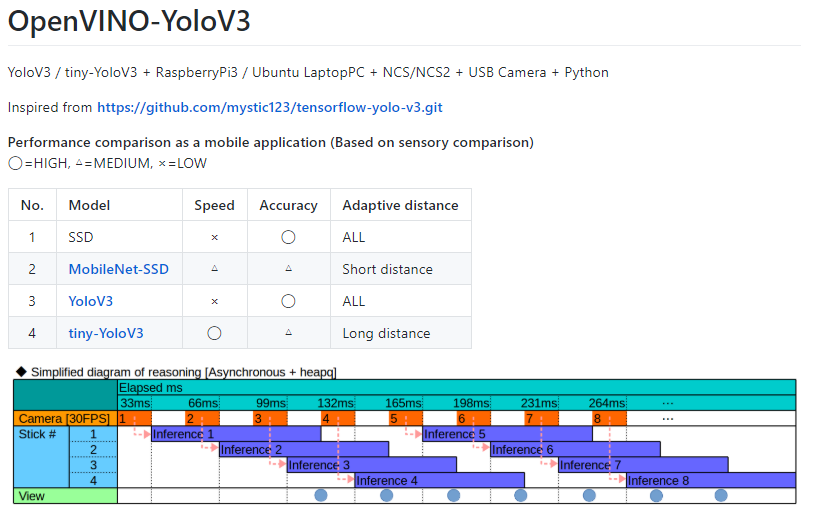 OpenVINO-YoloV3
YoloV3 / tiny-YoloV3 + RaspberryPi3 / Ubuntu LaptopPC + NCS/NCS2 + USB Camera + Python
Inspired from https://github.com/mystic123/tensorflow-yolo-v3.git
Performance comparison as a mobile application (Based on sensory comparison)
◯=HIGH, △=MEDIUM, ×=LOW
No. Model Speed Accuracy Adaptive distance
1 SSD × ◯ ALL
2 MobileNet-SSD △ △ Short distance
3 YoloV3 × ◯ ALL
4 tiny-YoloV3 ◯ △ Long distance
◆ Simplified diagram of reasoning [Asynchronous + heapq]
Elapsed ms
33ms 66ms 99ms 132ms 165ms 198ms 231ms 264ms ...
Camera [30FPS] 1 2 3 4 5 6 7 8 ...
Stick # 1 Inference 1 Inference 5
2 Inference 2 Inference 6
3 Inference 3 Inference 7
4 Inference 4 Inference 8
View